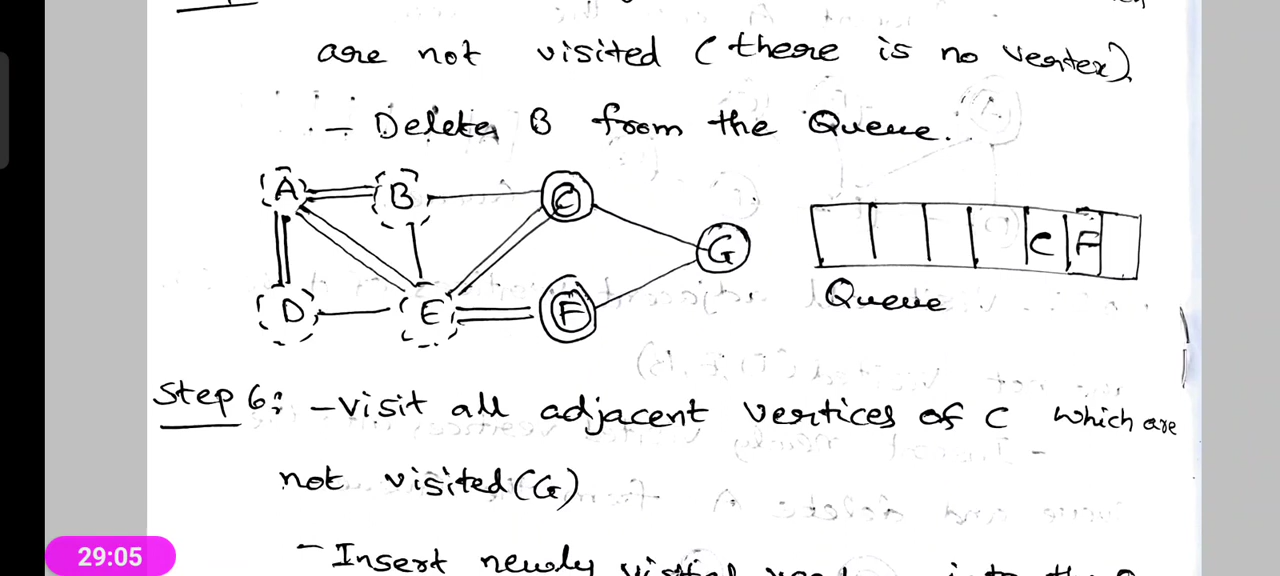 are not visited (there is no vertex).
- Delete B from the Queue.
A B C
G
C F
D E F
Queue
Step 6: - Visit all adjacent vertices of C which are
not visited (G)
- Insert newly
29:05